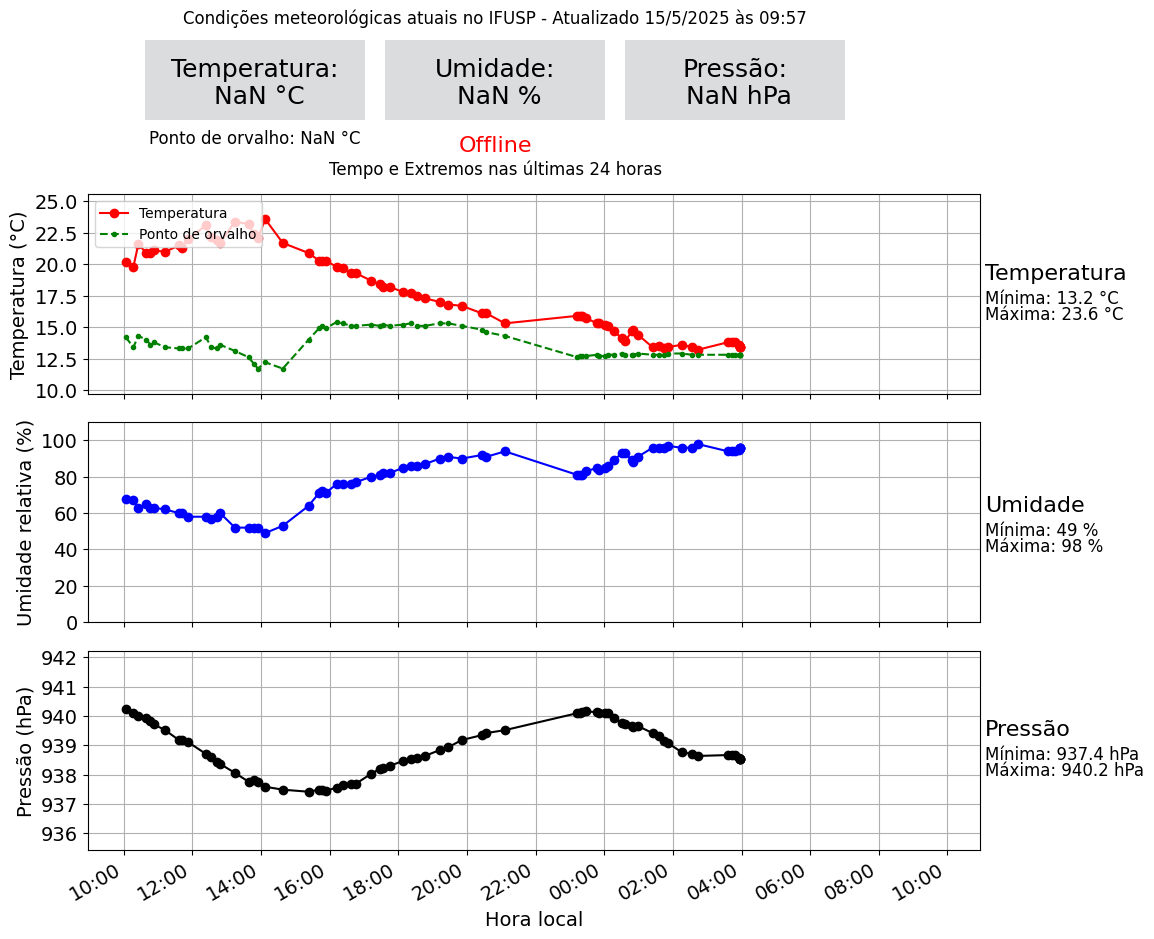 Condições meteorológicas atuais no IFUSP - Atualizado 15/5/2025 às 09:57
Temperatura:
NaN °C
Umidade:
NaN %
Pressão:
NaN hPa
Ponto de orvalho: NaN °C
Offline
Tempo e Extremos nas últimas 24 horas
Temperatura (°C)
25.0
22.5
20.0
17.5
15.0
12.5
10.0
Temperatura
Ponto de orvalho
Temperatura
Mínima: 13.2 °C
Máxima: 23.6 °C
Umidade relativa (%)
100
80
60
40
20
0
Umidade
Mínima: 49 %
Máxima: 98 %
Pressão (hPa)
942
941
940
939
938
937
936
Pressão
Mínima: 937.4 hPa
Máxima: 940.2 hPa
10:00
12:00
14:00
16:00
18:00
20:00
22:00
00:00
02:00
04:00
06:00
08:00
10:00
Hora local